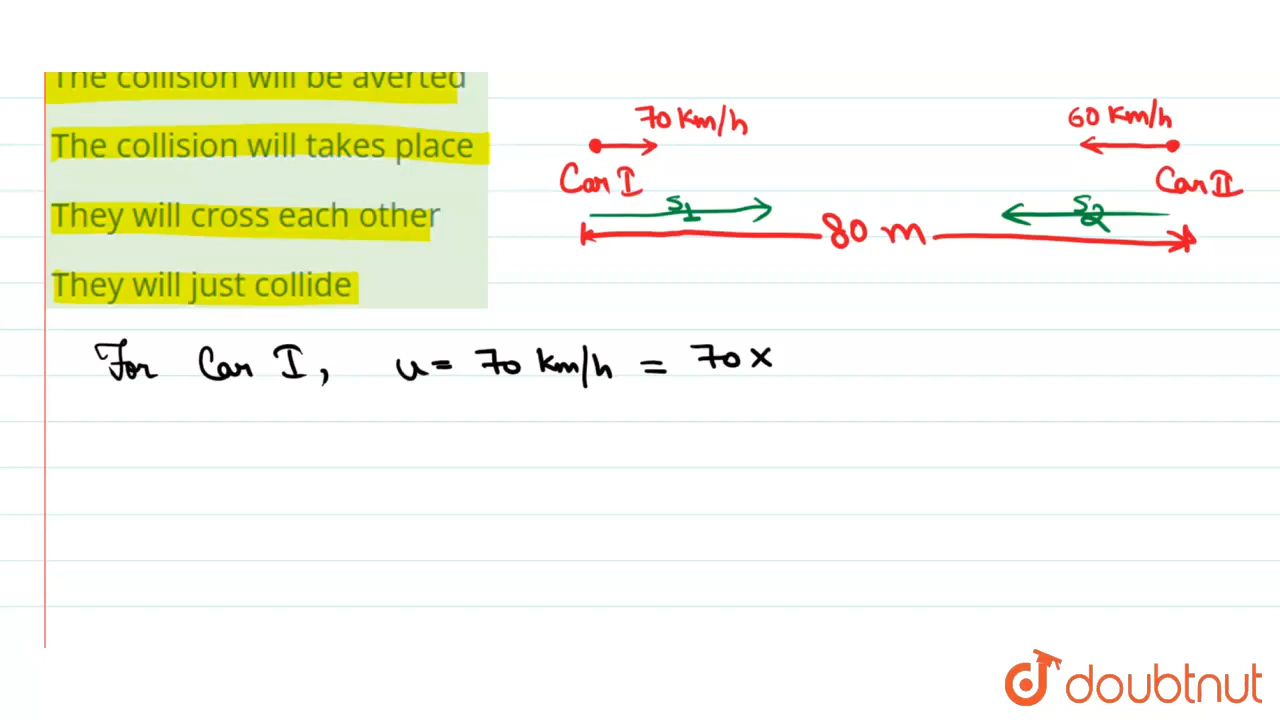 The collision will be averted
The collision will takes place
They will cross each other
They will just collide
70 Km/h
60 Km/h
Car I
Car II
S1
S2
80 m
For Car I, u = 70 Km/h = 70 x
doubtnut